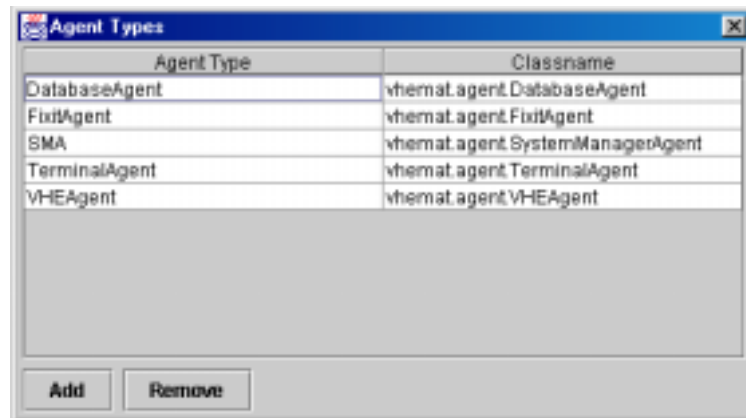 Agent Types
Agent Type Classname
DatabaseAgent vhemat.agent.DatabaseAgent
FixitAgent vhemat.agent.FixitAgent
SMA vhemat.agent.SystemManagerAgent
TerminalAgent vhemat.agent.TerminalAgent
VHEAgent vhemat.agent.VHEAgent
Add Remove